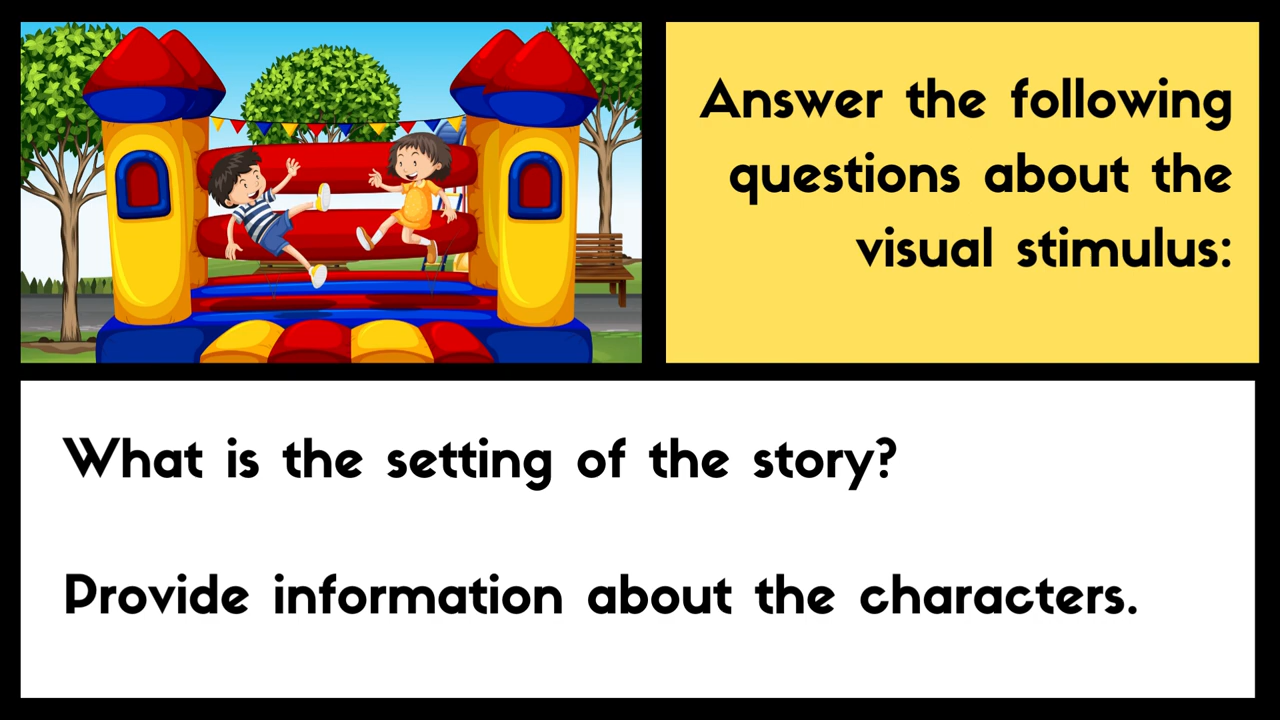 Answer the following
questions about the
visual stimulus:
What is the setting of the story?
Provide information about the characters.